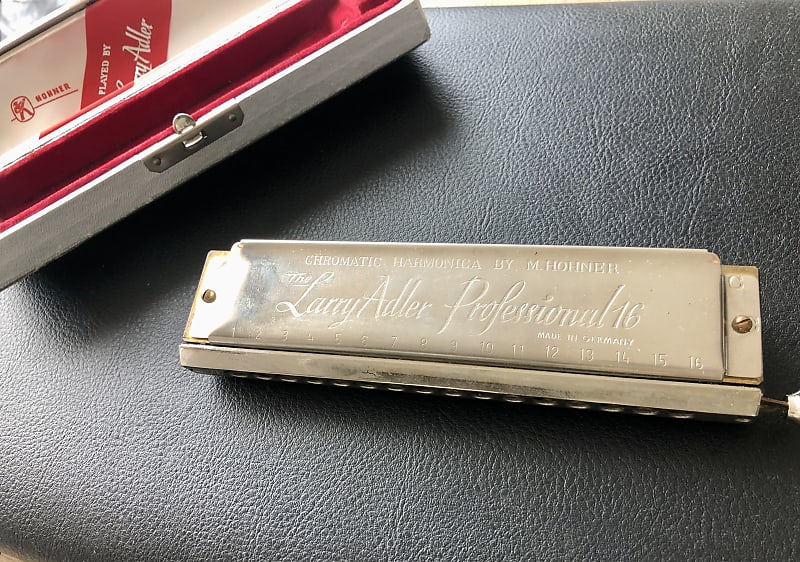 HOHNER
PLAYED BY
Larry Adler
CHROMATIC HARMONICA BY M. HOHNER
The
Larry Adler Professional 16
MADE IN GERMANY
C
1 2 3 4 5 6 7 8 9 10 11 12 13 14 15 16